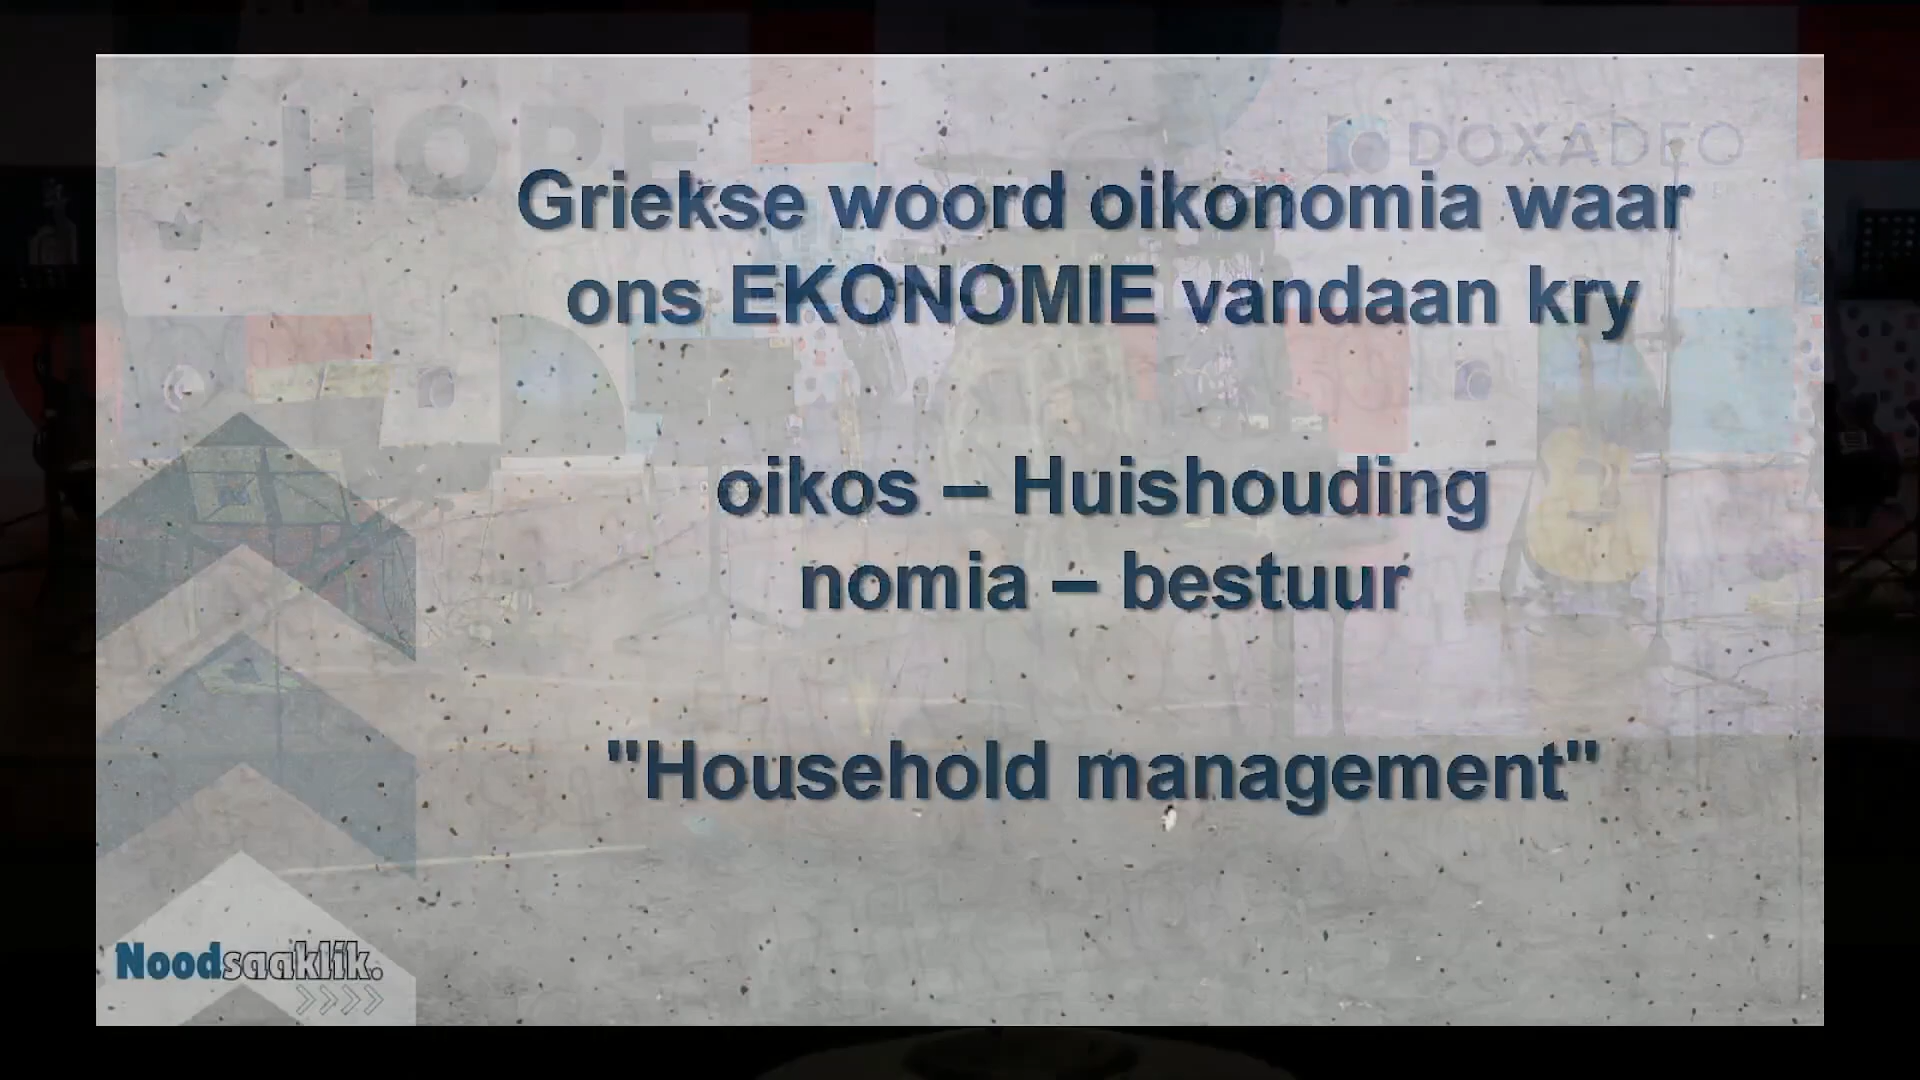 HOPE
DOXADEO
Griekse woord oikonomia waar
ons EKONOMIE vandaan kry
oikos – Huishouding
nomia – bestuur
"Household management"
Noodsaaklik.